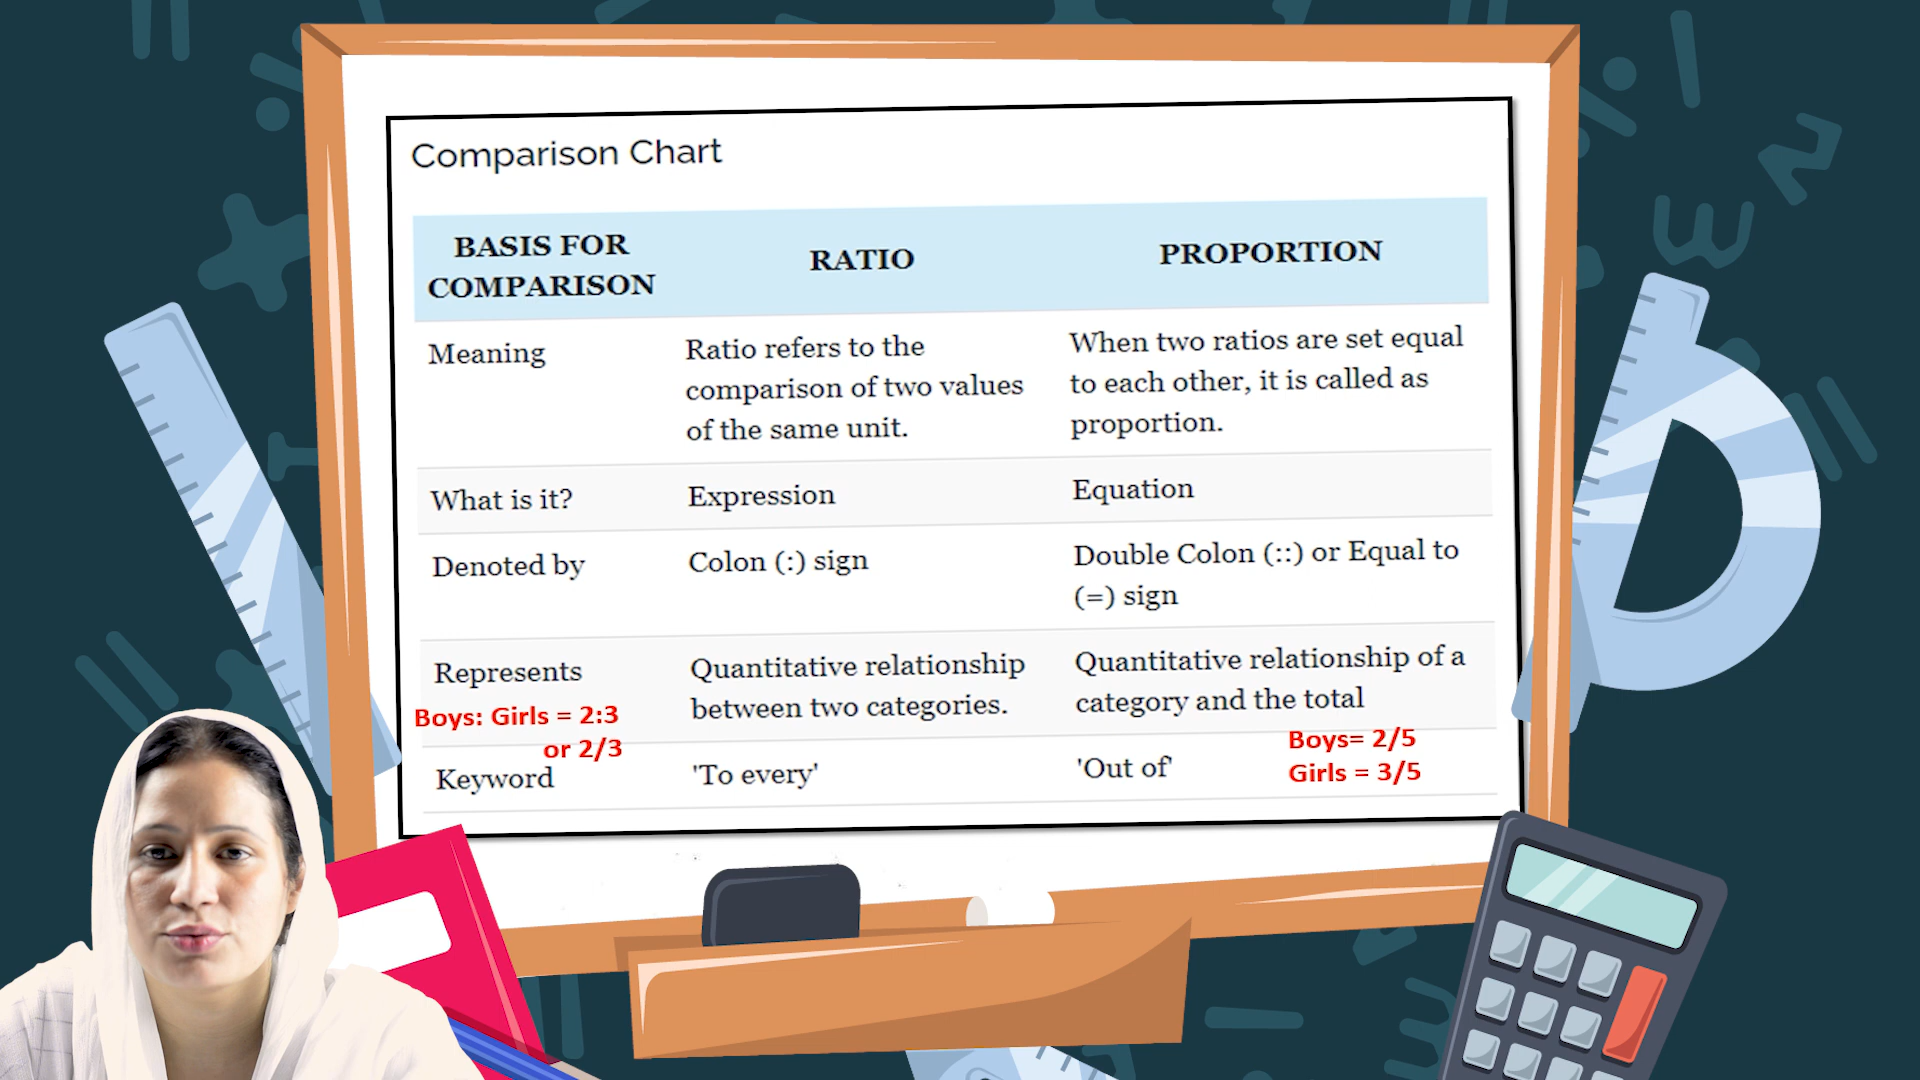 Comparison Chart
BASIS FOR
COMPARISON
RATIO
PROPORTION
Meaning
Ratio refers to the
comparison of two values
of the same unit.
When two ratios are set equal
to each other, it is called as
proportion.
What is it?
Expression
Equation
Denoted by
Colon (:) sign
Double Colon (::) or Equal to
(=) sign
Represents
Quantitative relationship
between two categories.
Quantitative relationship of a
category and the total
Boys: Girls = 2:3
or 2/3
Boys= 2/5
Girls = 3/5
Keyword
'To every'
'Out of'